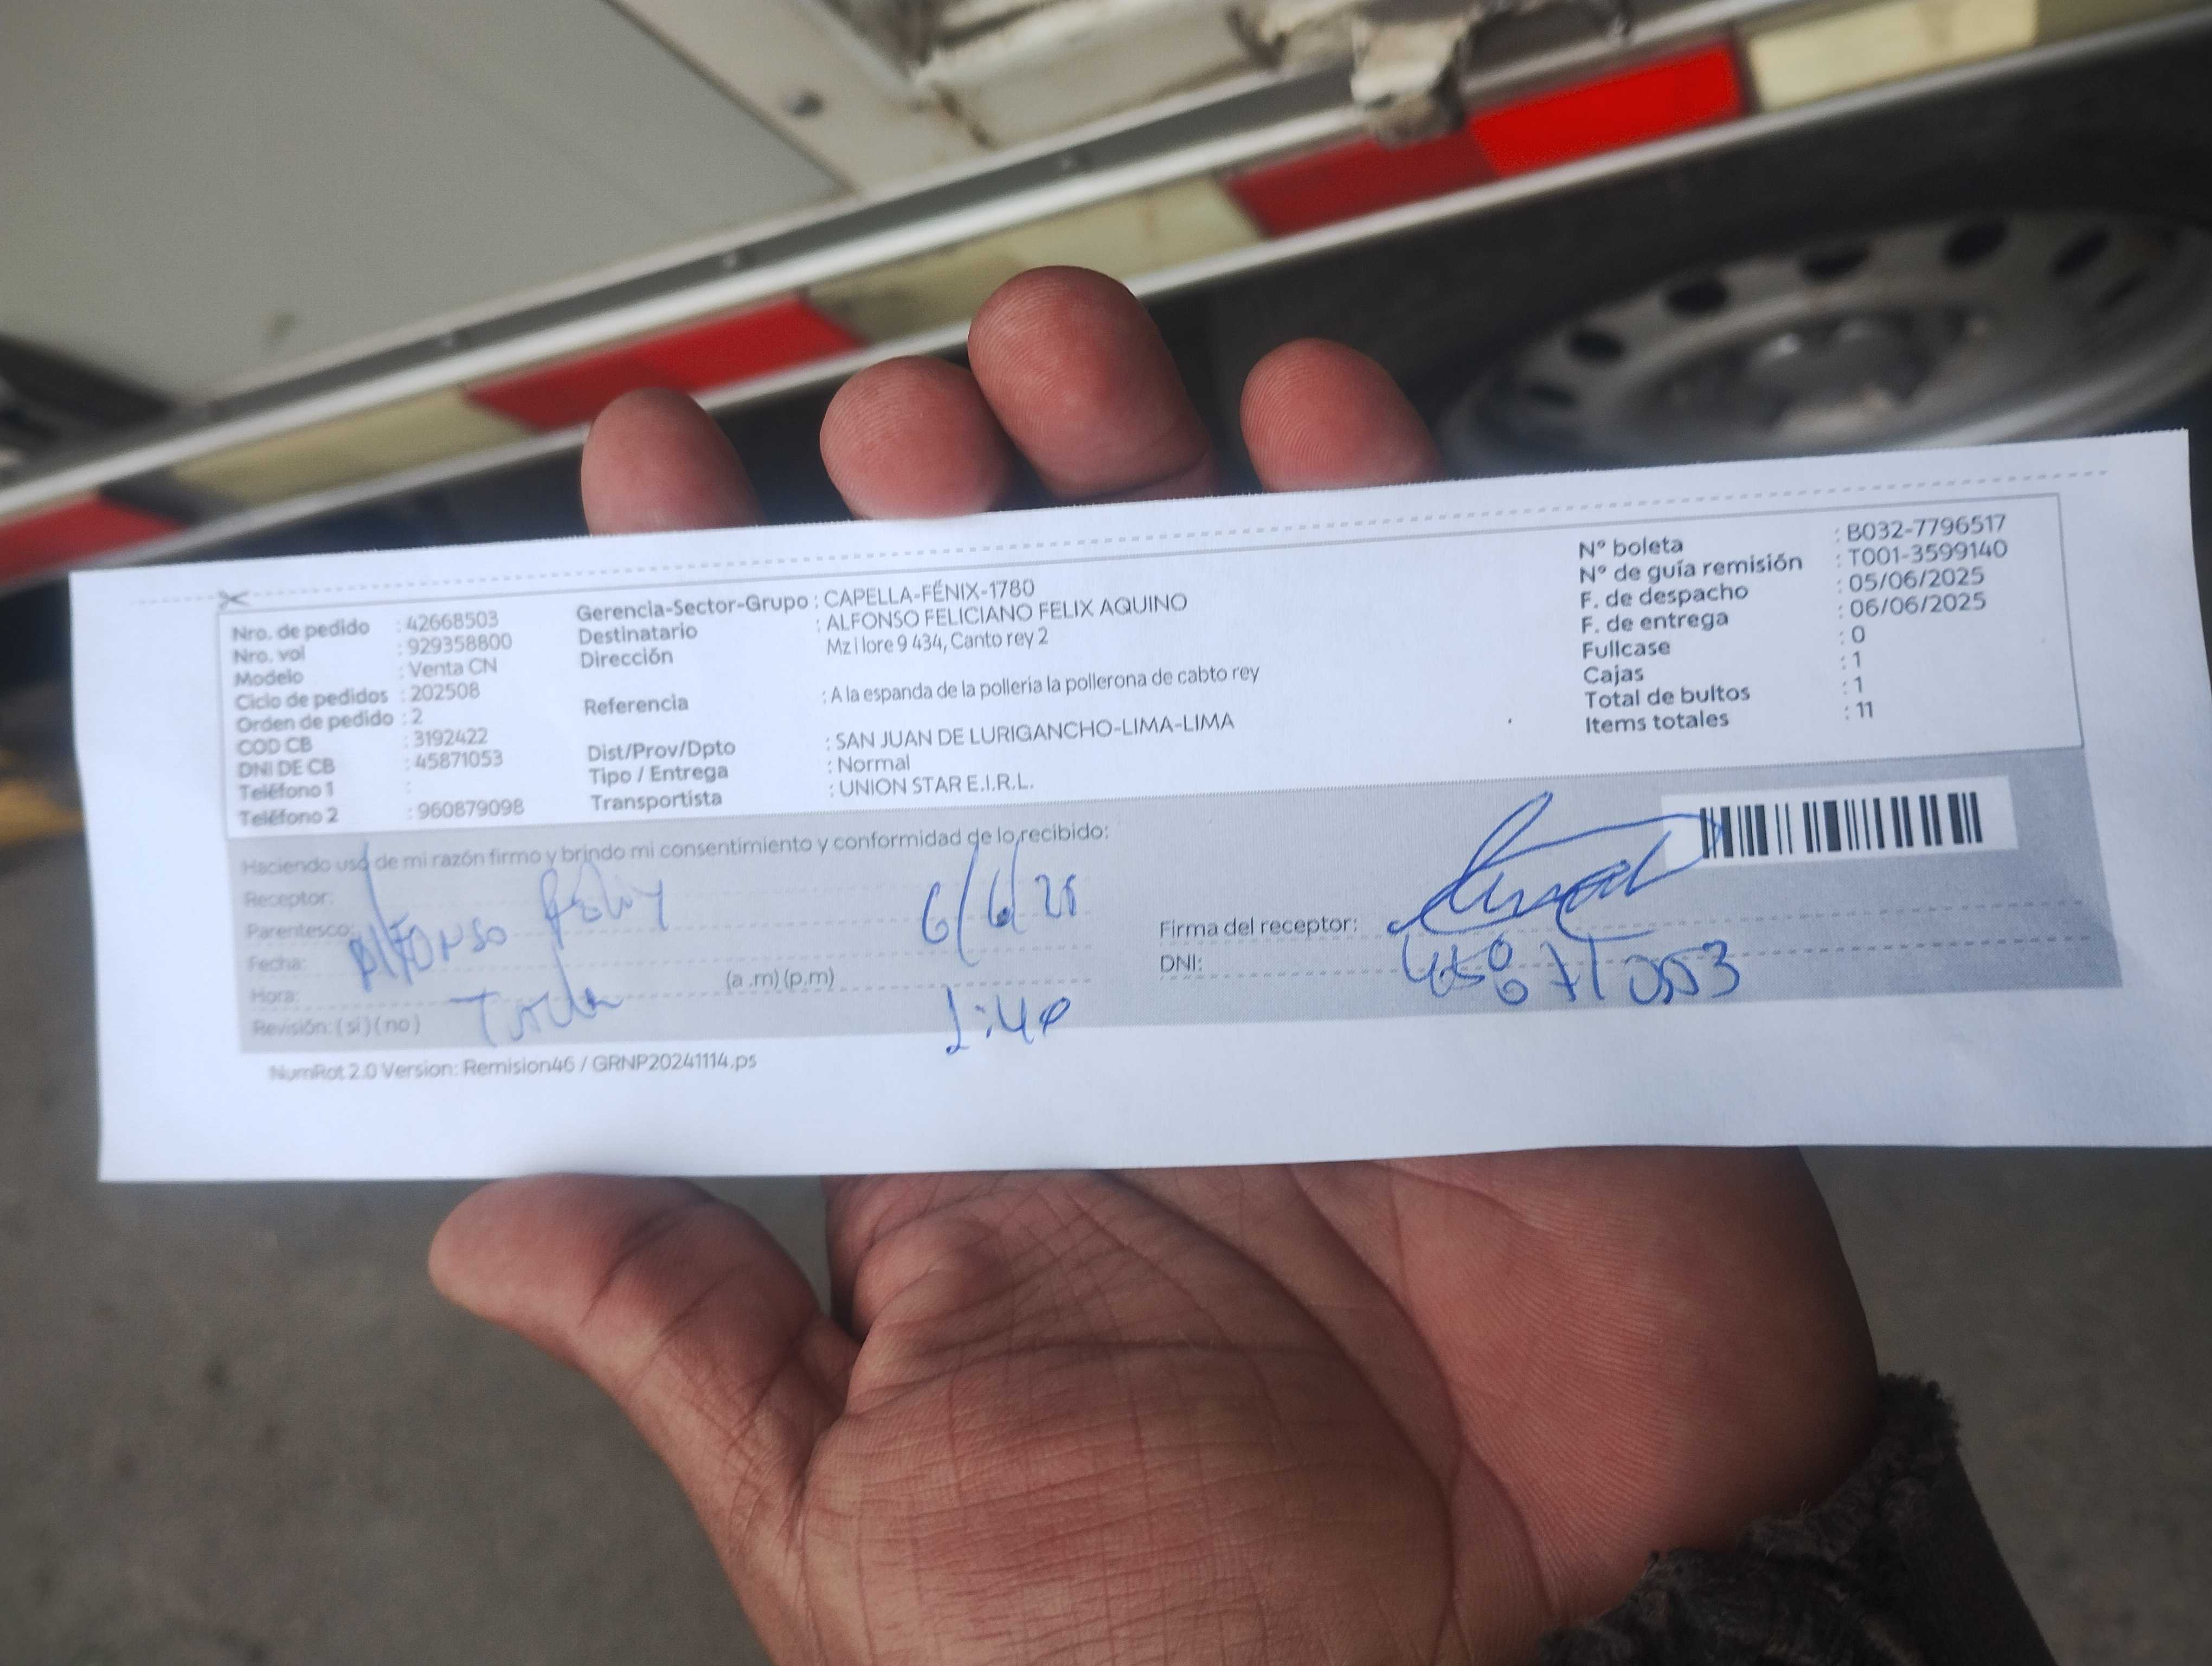 Nro. de pedido : 42668503
Nro. vol : 929358800
Modelo : Venta CN
Ciclo de pedidos : 202508
Orden de pedido : 2
COD CB : 3192422
DNI DE CB : 45871053
Teléfono 1 :
Teléfono 2 : 960879098
Gerencia-Sector-Grupo : CAPELLA-FÉNIX-1780
Destinatario : ALFONSO FELICIANO FELIX AQUINO
Dirección Mz i lore 9 434, Canto rey 2
Referencia : A la espanda de la polleria la pollerona de cabto rey
Dist/Prov/Dpto : SAN JUAN DE LURIGANCHO-LIMA-LIMA
Tipo / Entrega : Normal
Transportista : UNION STAR E.I.R.L.
N° boleta : B032-7796517
N° de guía remisión : T001-3599140
F. de despacho : 05/06/2025
F. de entrega : 06/06/2025
Fullcase : 0
Cajas : 1
Total de bultos : 1
Items totales : 11
Haciendo uso de mi razón firmo y brindo mi consentimiento y conformidad de lo recibido:
Receptor:
Parentesco: Alfonso
Fecha: 6/6/25
Hora: (a .m) (p.m)
Revisión: ( si ) ( no )
Firma del receptor:
DNI:
NumRot 2.0 Version: Remision46 / GRNP20241114.ps